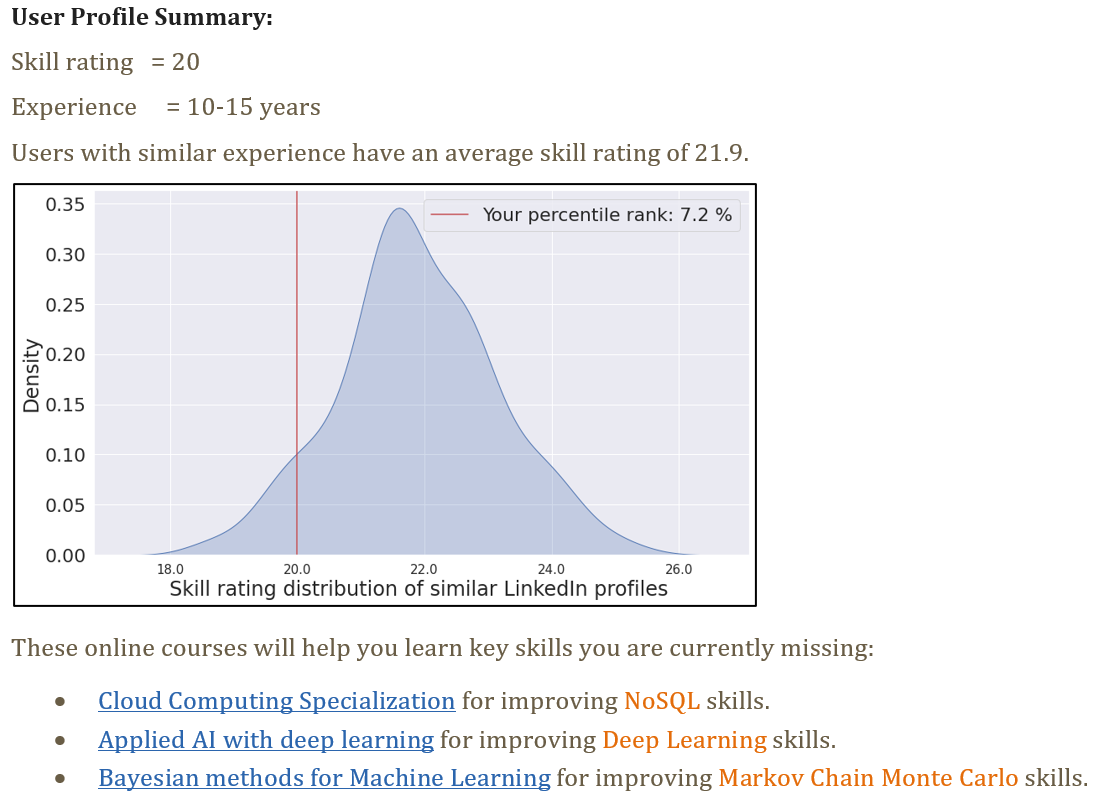 User Profile Summary:
Skill rating = 20
Experience = 10-15 years
Users with similar experience have an average skill rating of 21.9.
Your percentile rank: 7.2 %
0.35
0.30
0.25
0.20
0.15
0.10
0.05
0.00
Density
18.0 20.0 22.0 24.0 26.0
Skill rating distribution of similar LinkedIn profiles
These online courses will help you learn key skills you are currently missing:
• Cloud Computing Specialization for improving NoSQL skills.
• Applied AI with deep learning for improving Deep Learning skills.
• Bayesian methods for Machine Learning for improving Markov Chain Monte Carlo skills.